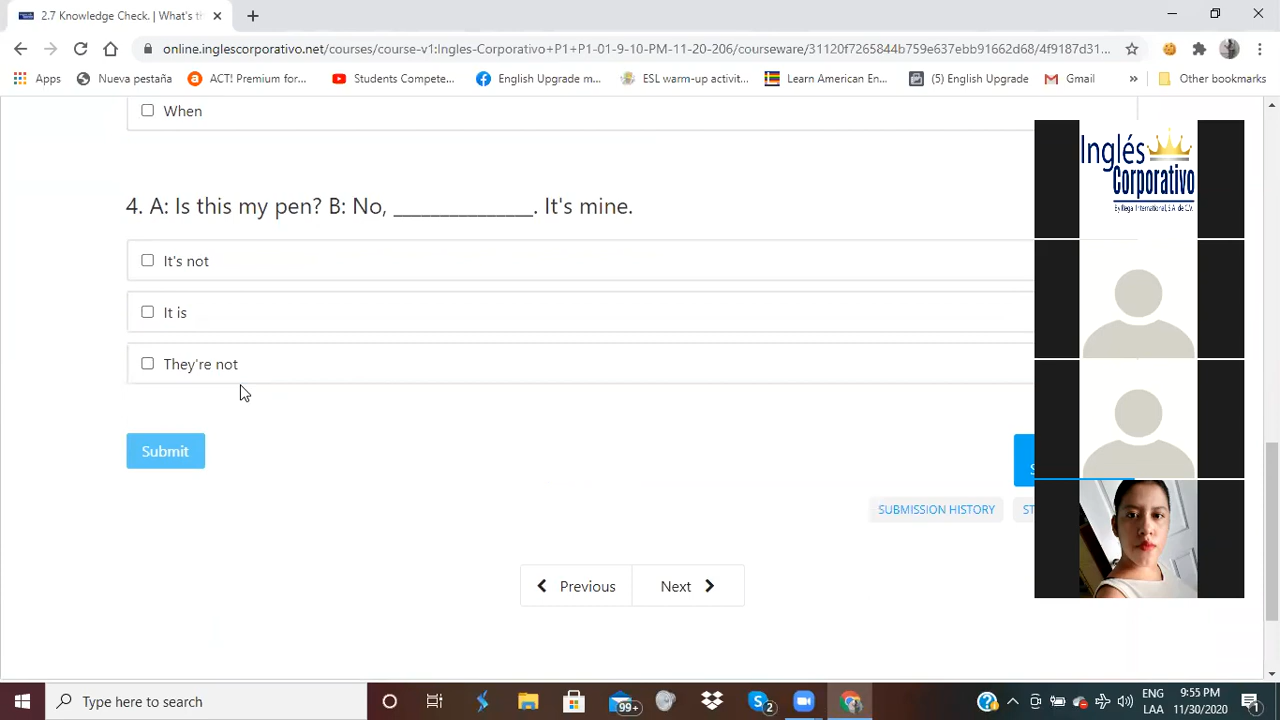 2.7 Knowledge Check. | What's th
online.inglescorporativo.net/courses/course-v1:Ingles-Corporativo+P1+P1-01-9-10-PM-11-20-206/courseware/31120f7265844b759e637ebb91662d68/4f9187d31...
Apps Nueva pestaña ACT! Premium for... Students Compete... English Upgrade m... ESL warm-up activit... Learn American En... (5) English Upgrade Gmail » Other bookmarks
When
4. A: Is this my pen? B: No, ______________. It's mine.
It's not
It is
They're not
Submit
SUBMISSION HISTORY ST
Previous Next
Inglés
Corporativo
Type here to search
99+
2
ENG 9:55 PM
LAA 11/30/2020
1